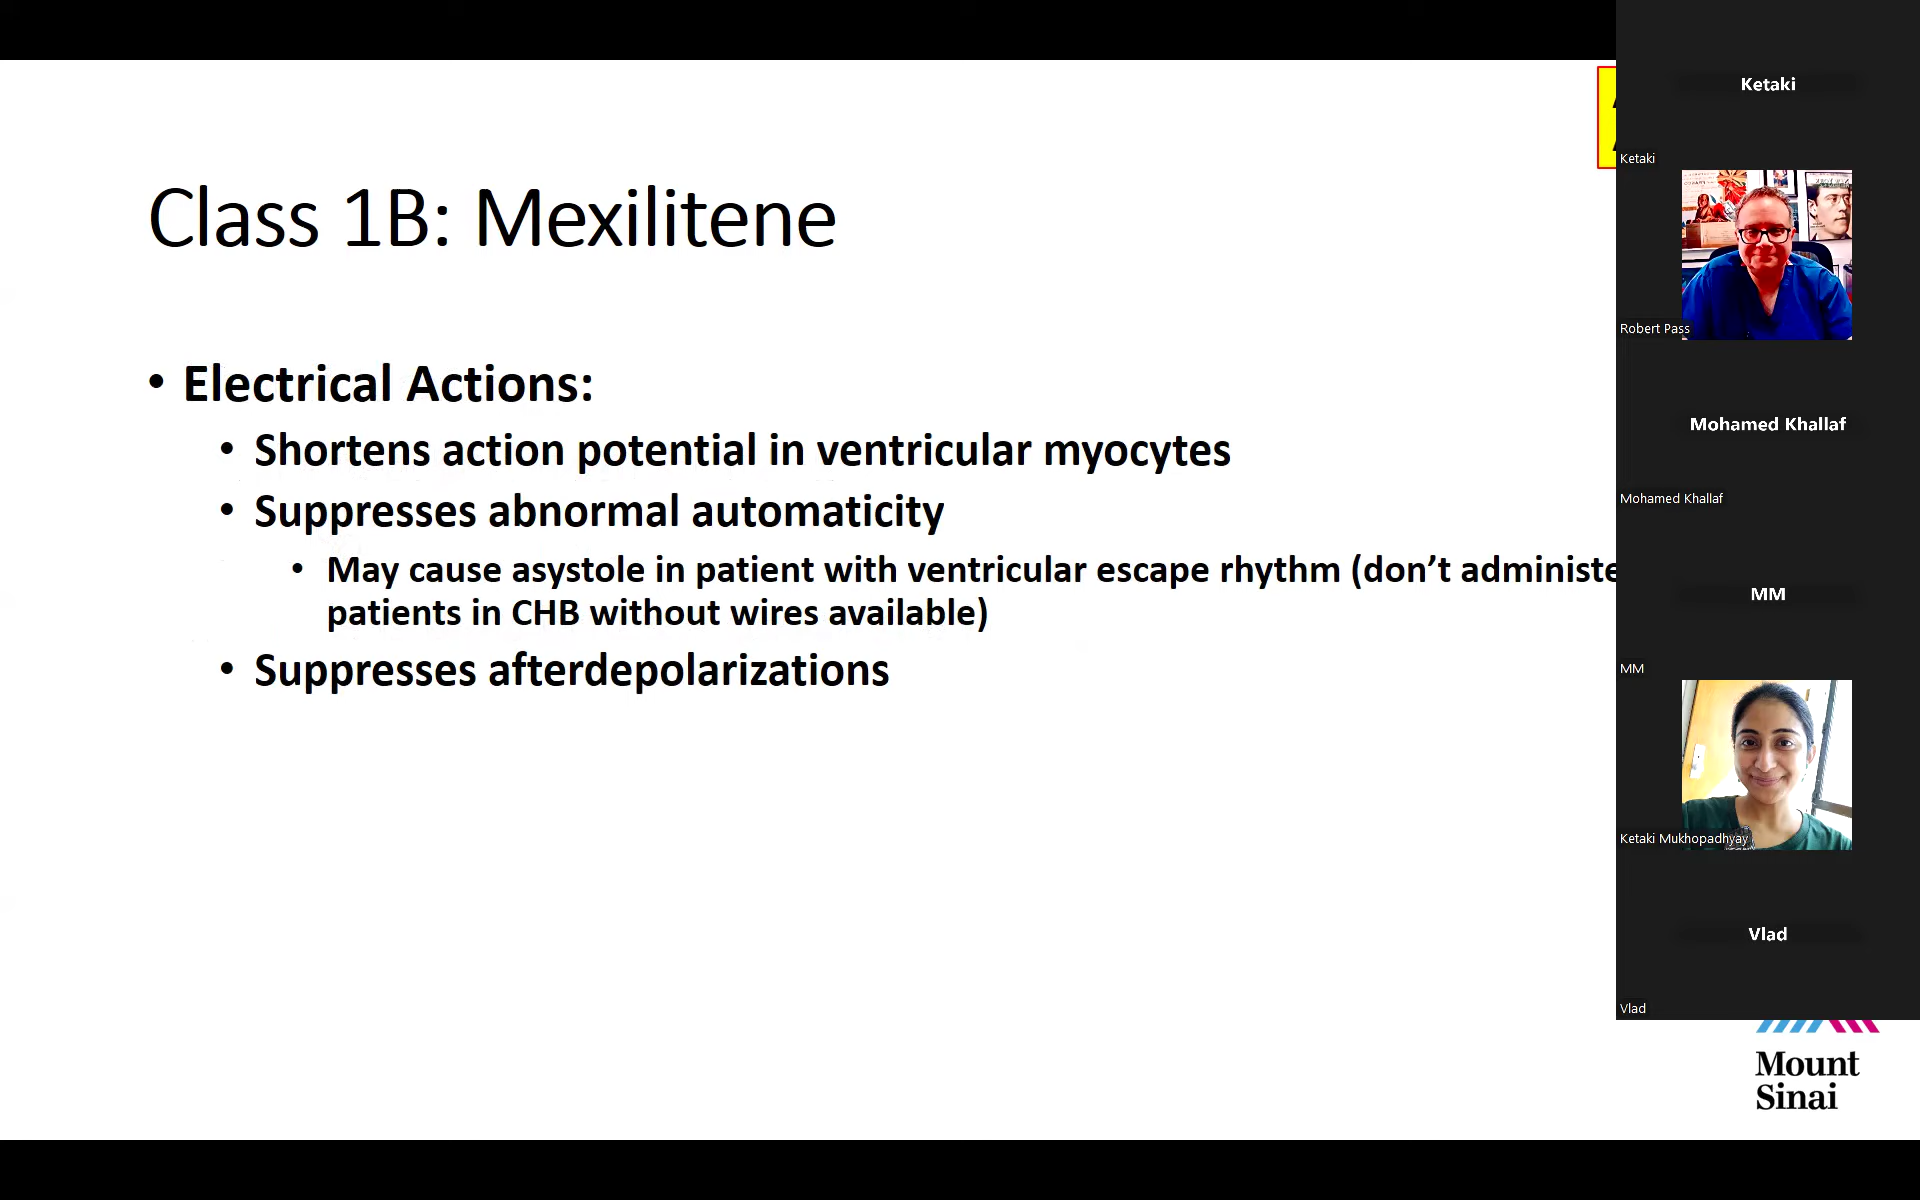 Class 1B: Mexilitene
• Electrical Actions:
• Shortens action potential in ventricular myocytes
• Suppresses abnormal automaticity
• May cause asystole in patient with ventricular escape rhythm (don’t administe
patients in CHB without wires available)
• Suppresses afterdepolarizations
Ketaki
Ketaki
Robert Pass
Mohamed Khallaf
Mohamed Khallaf
MM
MM
Ketaki Mukhopadhyay
Vlad
Vlad
Mount
Sinai